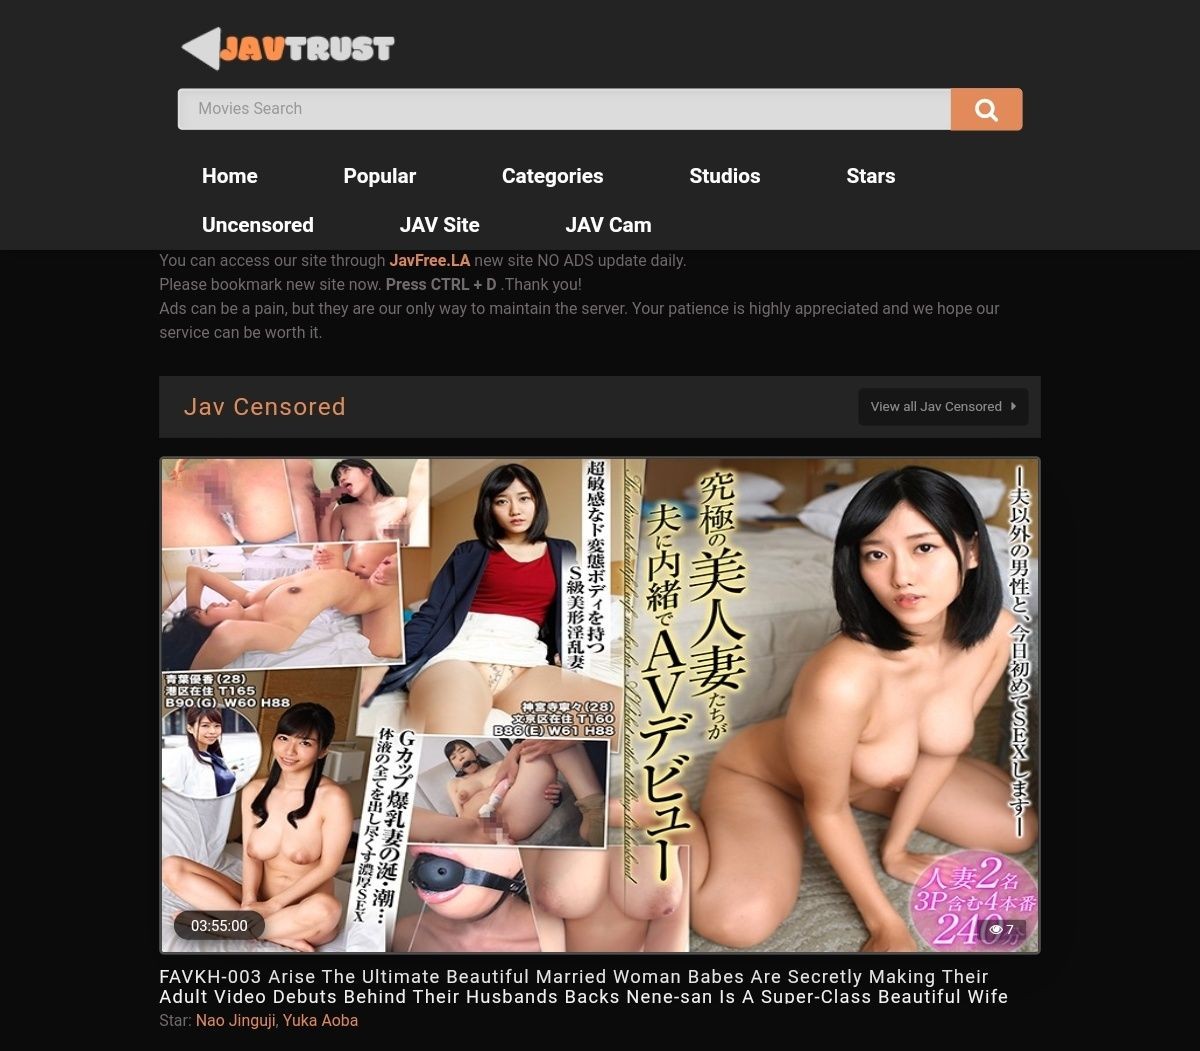 JAVTRUST
Movies Search
Home Popular Categories Studios Stars
Uncensored JAV Site JAV Cam
You can access our site through JavFree.LA new site NO ADS update daily.
Please bookmark new site now. Press CTRL + D .Thank you!
Ads can be a pain, but they are our only way to maintain the server. Your patience is highly appreciated and we hope our
service can be worth it.
Jav Censored
View all Jav Censored
超敏感なド変態ボディを持つ
S級美形淫乱妻
神宮寺寧々(28)
文京区在住 T160
B86(E) W61 H88
青葉優香(28)
港区在住 T165
B90(G) W60 H88
Gカップ爆乳妻の涎・潮…
体液の全てを出し尽くす濃厚SEX
究極の美人妻たちが
夫に内緒でAVデビュー
ー夫以外の男性と、今日初めてSEXしますー
人妻2名
3P含む4本番
240分
03:55:00
7
FAVKH-003 Arise The Ultimate Beautiful Married Woman Babes Are Secretly Making Their
Adult Video Debuts Behind Their Husbands Backs Nene-san Is A Super-Class Beautiful Wife
Star: Nao Jinguji, Yuka Aoba